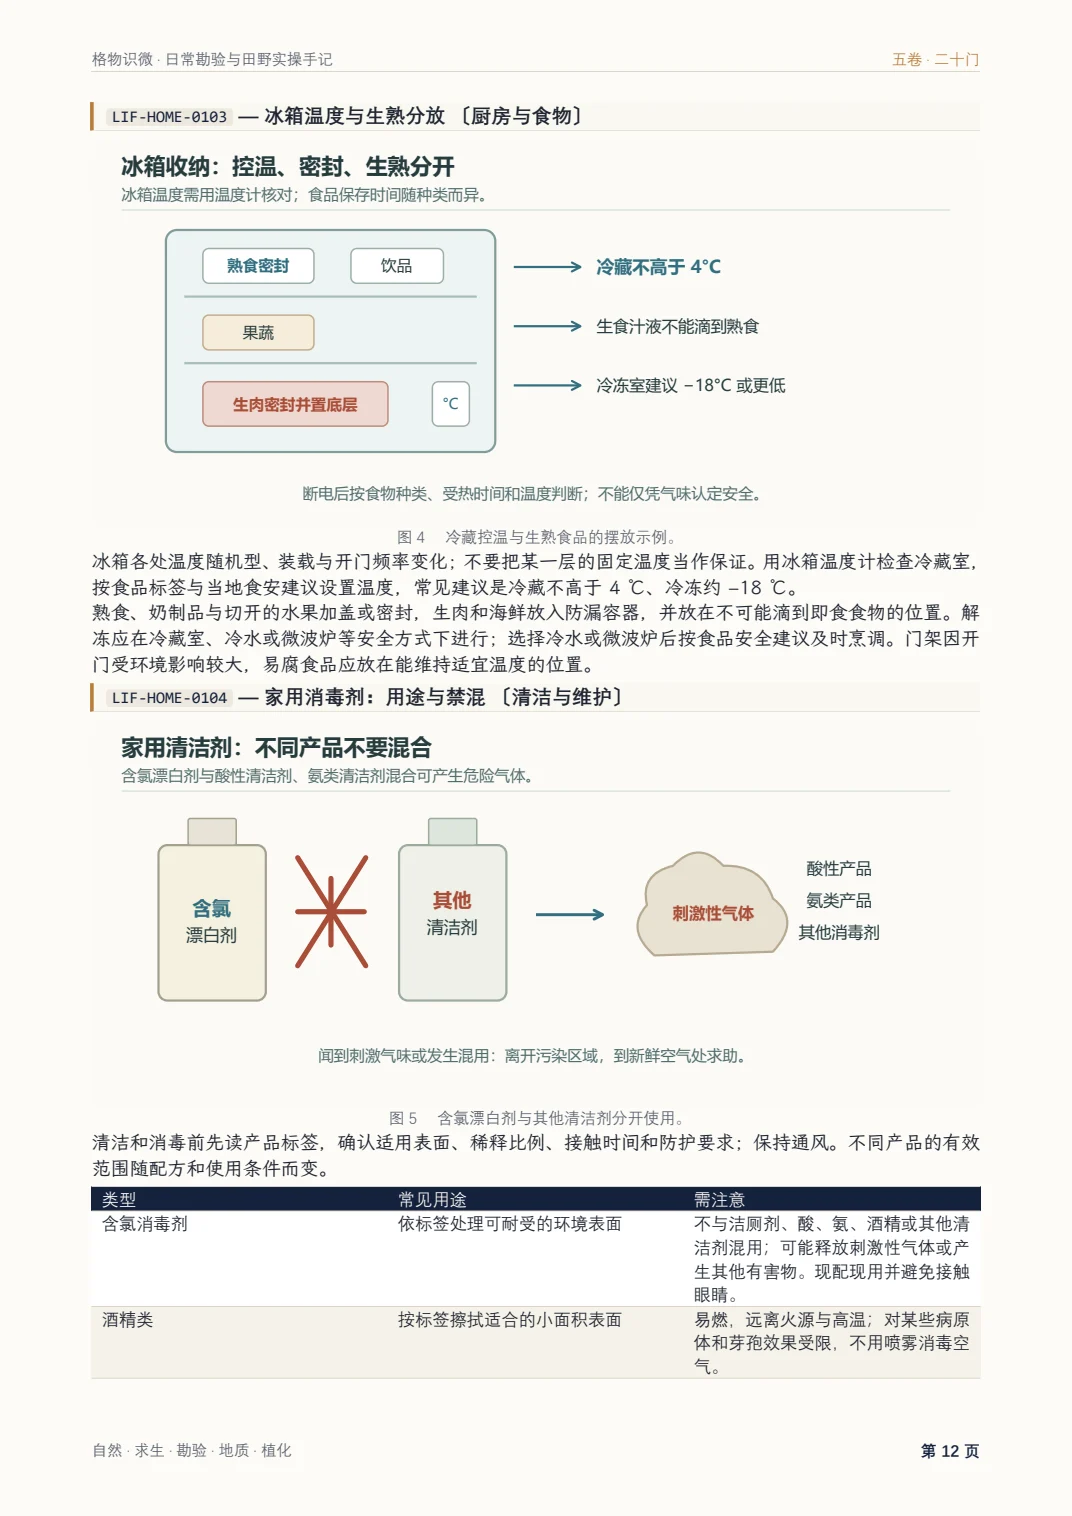 格物识微 · 日常勘验与田野实操手记
五卷 · 二十门
LIF-HOME-0103 — 冰箱温度与生熟分放 〔厨房与食物〕
冰箱收纳：控温、密封、生熟分开
冰箱温度需用温度计核对；食品保存时间随种类而异。
熟食密封
饮品
冷藏不高于 4°C
果蔬
生食汁液不能滴到熟食
生肉密封并置底层
°C
冷冻室建议 −18°C 或更低
断电后按食物种类、受热时间和温度判断；不能仅凭气味认定安全。
图 4 冷藏控温与生熟食品的摆放示例。
冰箱各处温度随机型、装载与开门频率变化；不要把某一层的固定温度当作保证。用冰箱温度计检查冷藏室，
按食品标签与当地食安建议设置温度，常见建议是冷藏不高于 4 ℃、冷冻约 −18 ℃。
熟食、奶制品与切开的水果加盖或密封，生肉和海鲜放入防漏容器，并放在不可能滴到即食食物的位置。解
冻应在冷藏室、冷水或微波炉等安全方式下进行；选择冷水或微波炉后按食品安全建议及时烹调。门架因开
门受环境影响较大，易腐食品应放在能维持适宜温度的位置。
LIF-HOME-0104 — 家用消毒剂：用途与禁混 〔清洁与维护〕
家用清洁剂：不同产品不要混合
含氯漂白剂与酸性清洁剂、氨类清洁剂混合可产生危险气体。
含氯
漂白剂
其他
清洁剂
刺激性气体
酸性产品
氨类产品
其他消毒剂
闻到刺激气味或发生混用：离开污染区域，到新鲜空气处求助。
图 5 含氯漂白剂与其他清洁剂分开使用。
清洁和消毒前先读产品标签，确认适用表面、稀释比例、接触时间和防护要求；保持通风。不同产品的有效
范围随配方和使用条件而变。
类型 常见用途 需注意
含氯消毒剂 依标签处理可耐受的环境表面 不与洁厕剂、酸、氨、酒精或其他清
洁剂混用；可能释放刺激性气体或产
生其他有害物。现配现用并避免接触
眼睛。
酒精类 按标签擦拭适合的小面积表面 易燃，远离火源与高温；对某些病原
体和芽孢效果受限，不用喷雾消毒空
气。
自然 · 求生 · 勘验 · 地质 · 植化
第 12 页